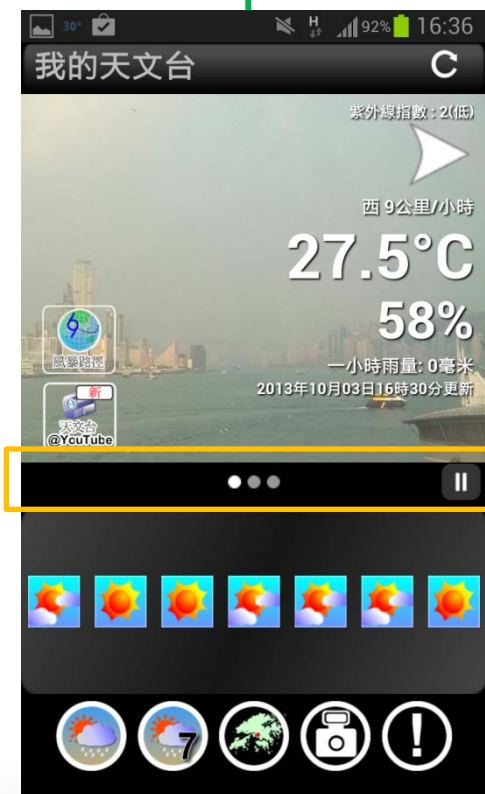 30° H 92% 16:36
我的天文台
紫外線指數 : 2(低)
西 9公里/小時
27.5°C
58%
風暴路徑
一小時雨量: 0毫米
2013年10月03日16時30分更新
新
天文台
@YouTube
7